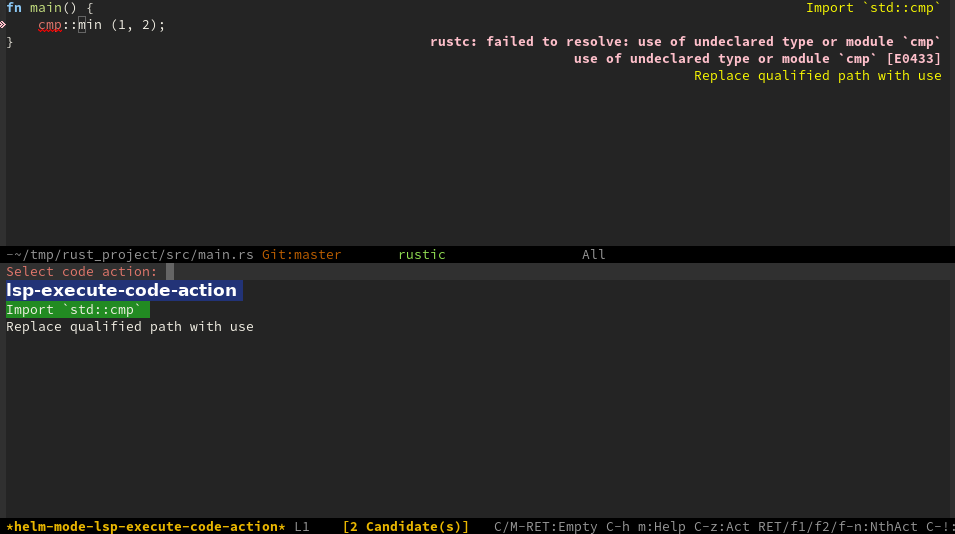 fn main() { Import `std::cmp`
cmp::min (1, 2);
} rustc: failed to resolve: use of undeclared type or module `cmp`
use of undeclared type or module `cmp` [E0433]
Replace qualified path with use
-~/tmp/rust_project/src/main.rs Git:master rustic All
Select code action:
lsp-execute-code-action
Import `std::cmp`
Replace qualified path with use
*helm-mode-lsp-execute-code-action* L1 [2 Candidate(s)] C/M-RET:Empty C-h m:Help C-z:Act RET/f1/f2/f-n:NthAct C-!: